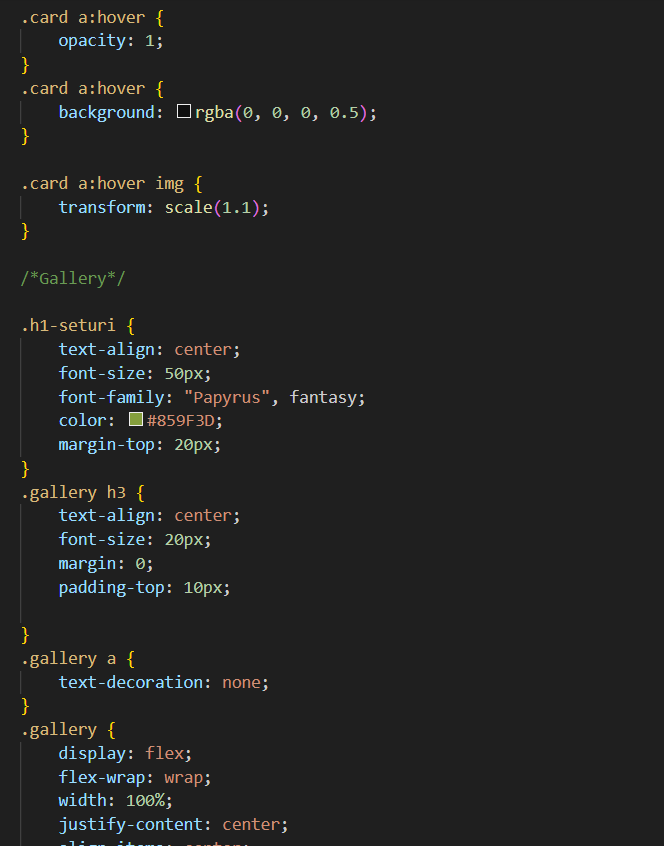 .card a:hover {
    opacity: 1;
}
.card a:hover {
    background: rgba(0, 0, 0, 0.5);
}

.card a:hover img {
    transform: scale(1.1);
}

/*Gallery*/

.h1-seturi {
    text-align: center;
    font-size: 50px;
    font-family: "Papyrus", fantasy;
    color: #859F3D;
    margin-top: 20px;
}
.gallery h3 {
    text-align: center;
    font-size: 20px;
    margin: 0;
    padding-top: 10px;

}
.gallery a {
    text-decoration: none;
}
.gallery {
    display: flex;
    flex-wrap: wrap;
    width: 100%;
    justify-content: center;
    align-items: center;